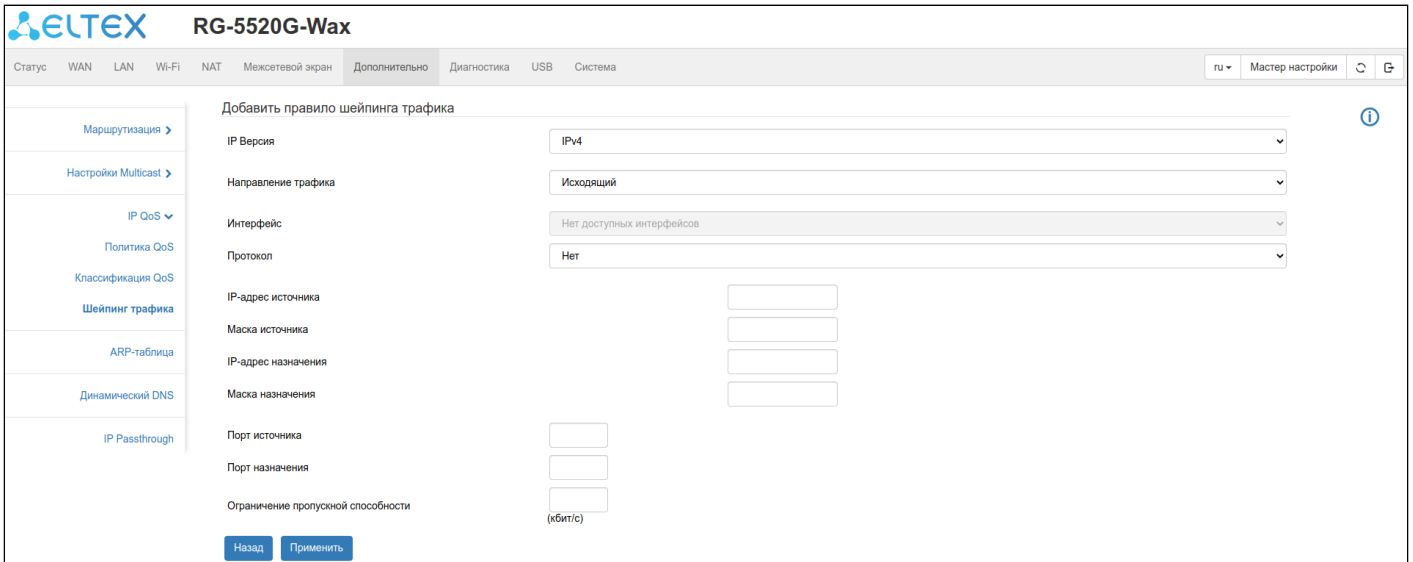 ELTEX RG-5520G-Wax
Статус WAN LAN Wi-Fi NAT Межсетевой экран Дополнительно Диагностика USB Система ru Мастер настройки
Добавить правило шейпинга трафика
Маршрутизация
Настройки Multicast
IP QoS
Политика QoS
Классификация QoS
Шейпинг трафика
ARP-таблица
Динамический DNS
IP Passthrough
IP Версия IPv4
Направление трафика Исходящий
Интерфейс Нет доступных интерфейсов
Протокол Нет
IP-адрес источника
Маска источника
IP-адрес назначения
Маска назначения
Порт источника
Порт назначения
Ограничение пропускной способности
(кбит/с)
Назад Применить